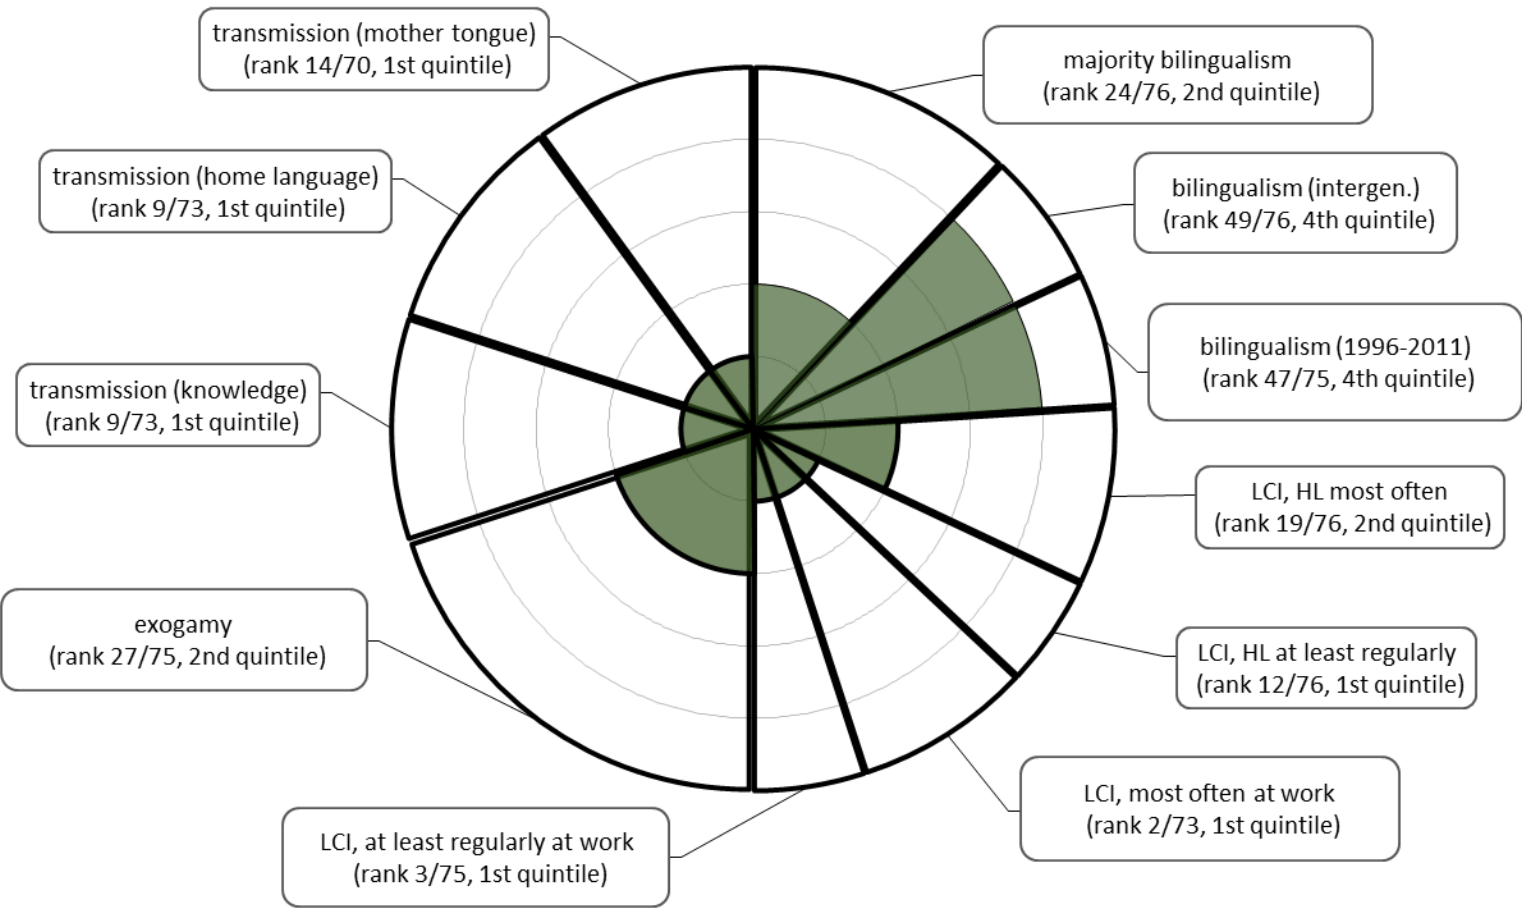 transmission (mother tongue)
(rank 14/70, 1st quintile)
majority bilingualism
(rank 24/76, 2nd quintile)
transmission (home language)
(rank 9/73, 1st quintile)
bilingualism (intergen.)
(rank 49/76, 4th quintile)
bilingualism (1996-2011)
(rank 47/75, 4th quintile)
transmission (knowledge)
(rank 9/73, 1st quintile)
LCI, HL most often
(rank 19/76, 2nd quintile)
exogamy
(rank 27/75, 2nd quintile)
LCI, HL at least regularly
(rank 12/76, 1st quintile)
LCI, most often at work
(rank 2/73, 1st quintile)
LCI, at least regularly at work
(rank 3/75, 1st quintile)